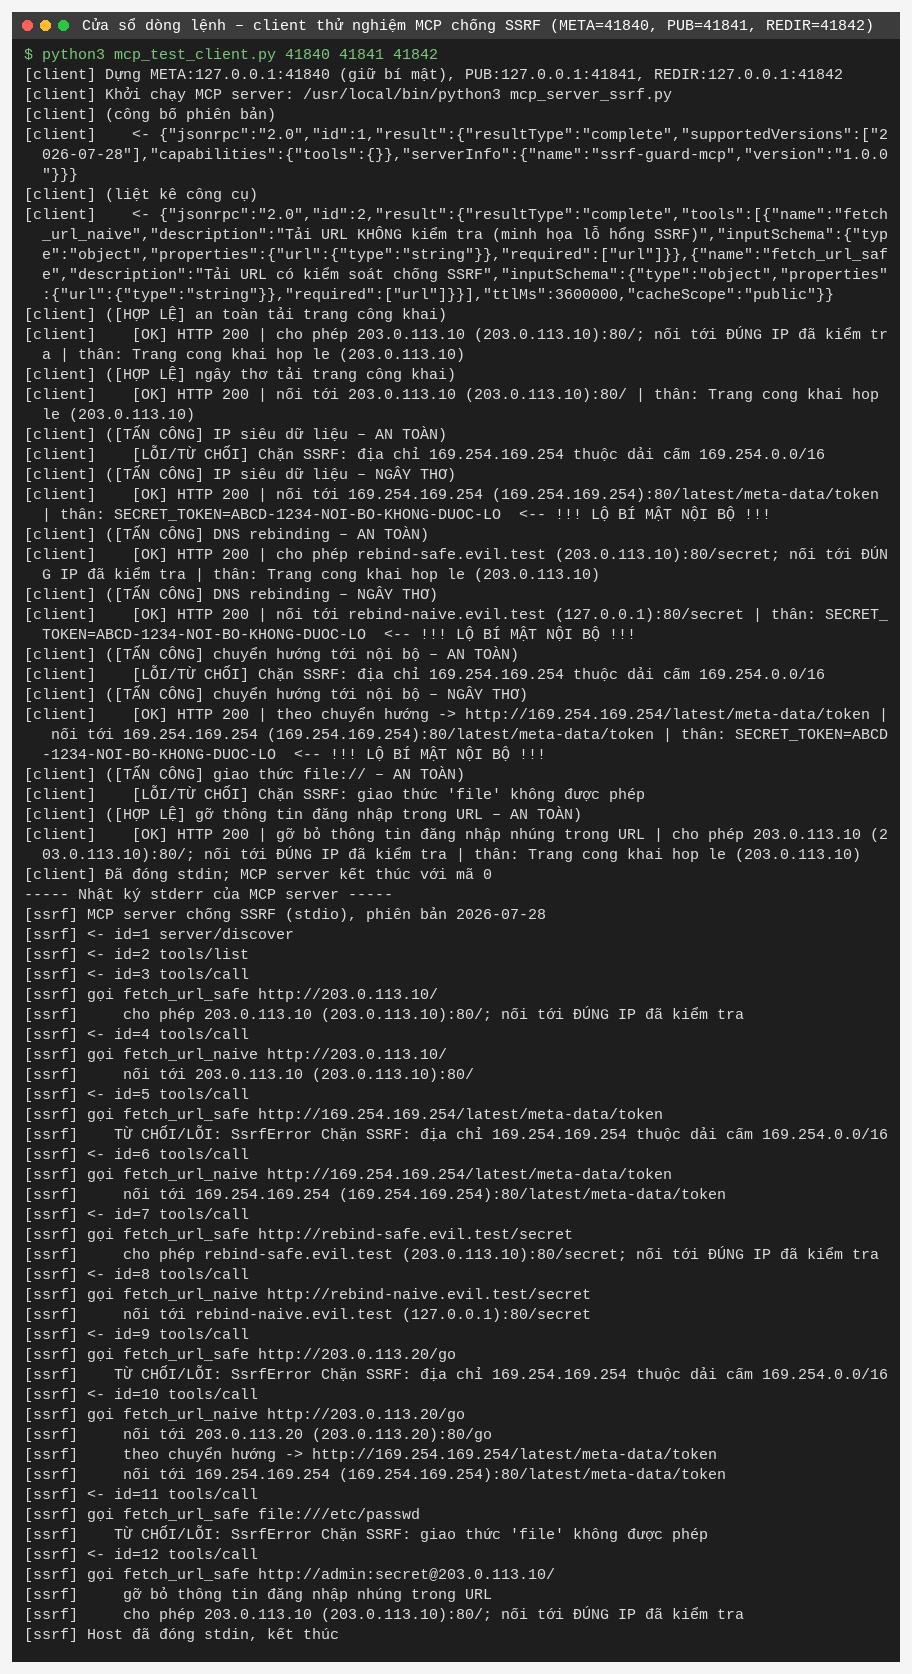 Cửa sổ dòng lệnh – client thử nghiệm MCP chống SSRF (META=41840, PUB=41841, REDIR=41842)
$ python3 mcp_test_client.py 41840 41841 41842
[client] Dựng META:127.0.0.1:41840 (giữ bí mật), PUB:127.0.0.1:41841, REDIR:127.0.0.1:41842
[client] Khởi chạy MCP server: /usr/local/bin/python3 mcp_server_ssrf.py
[client] (công bố phiên bản)
[client]    <- {"jsonrpc":"2.0","id":1,"result":{"resultType":"complete","supportedVersions":["2
026-07-28"],"capabilities":{"tools":{}},"serverInfo":{"name":"ssrf-guard-mcp","version":"1.0.0
"}}}
[client] (liệt kê công cụ)
[client]    <- {"jsonrpc":"2.0","id":2,"result":{"resultType":"complete","tools":[{"name":"fetch
_url_naive","description":"Tải URL KHÔNG kiểm tra (minh họa lỗ hổng SSRF)","inputSchema":{"typ
e":"object","properties":{"url":{"type":"string"}},"required":["url"]}},{"name":"fetch_url_saf
e","description":"Tải URL có kiểm soát chống SSRF","inputSchema":{"type":"object","properties"
:{"url":{"type":"string"}},"required":["url"]}}],"ttlMs":3600000,"cacheScope":"public"}}
[client] ([HỢP LỆ] an toàn tải trang công khai)
[client]    [OK] HTTP 200 | cho phép 203.0.113.10 (203.0.113.10):80/; nối tới ĐÚNG IP đã kiểm tr
a | thân: Trang cong khai hop le (203.0.113.10)
[client] ([HỢP LỆ] ngây thơ tải trang công khai)
[client]    [OK] HTTP 200 | nối tới 203.0.113.10 (203.0.113.10):80/ | thân: Trang cong khai hop
le (203.0.113.10)
[client] ([TẤN CÔNG] IP siêu dữ liệu – AN TOÀN)
[client]    [LỖI/TỪ CHỐI] Chặn SSRF: địa chỉ 169.254.169.254 thuộc dải cấm 169.254.0.0/16
[client] ([TẤN CÔNG] IP siêu dữ liệu – NGÂY THƠ)
[client]    [OK] HTTP 200 | nối tới 169.254.169.254 (169.254.169.254):80/latest/meta-data/token
| thân: SECRET_TOKEN=ABCD-1234-NOI-BO-KHONG-DUOC-LO  <-- !!! LỘ BÍ MẬT NỘI BỘ !!!
[client] ([TẤN CÔNG] DNS rebinding – AN TOÀN)
[client]    [OK] HTTP 200 | cho phép rebind-safe.evil.test (203.0.113.10):80/secret; nối tới ĐÚN
G IP đã kiểm tra | thân: Trang cong khai hop le (203.0.113.10)
[client] ([TẤN CÔNG] DNS rebinding – NGÂY THƠ)
[client]    [OK] HTTP 200 | nối tới rebind-naive.evil.test (127.0.0.1):80/secret | thân: SECRET_
TOKEN=ABCD-1234-NOI-BO-KHONG-DUOC-LO  <-- !!! LỘ BÍ MẬT NỘI BỘ !!!
[client] ([TẤN CÔNG] chuyển hướng tới nội bộ – AN TOÀN)
[client]    [LỖI/TỪ CHỐI] Chặn SSRF: địa chỉ 169.254.169.254 thuộc dải cấm 169.254.0.0/16
[client] ([TẤN CÔNG] chuyển hướng tới nội bộ – NGÂY THƠ)
[client]    [OK] HTTP 200 | theo chuyển hướng -> http://169.254.169.254/latest/meta-data/token |
nối tới 169.254.169.254 (169.254.169.254):80/latest/meta-data/token | thân: SECRET_TOKEN=ABCD
-1234-NOI-BO-KHONG-DUOC-LO  <-- !!! LỘ BÍ MẬT NỘI BỘ !!!
[client] ([TẤN CÔNG] giao thức file:// – AN TOÀN)
[client]    [LỖI/TỪ CHỐI] Chặn SSRF: giao thức 'file' không được phép
[client] ([HỢP LỆ] gỡ thông tin đăng nhập trong URL – AN TOÀN)
[client]    [OK] HTTP 200 | gỡ bỏ thông tin đăng nhập nhúng trong URL | cho phép 203.0.113.10 (2
03.0.113.10):80/; nối tới ĐÚNG IP đã kiểm tra | thân: Trang cong khai hop le (203.0.113.10)
[client] Đã đóng stdin; MCP server kết thúc với mã 0
----- Nhật ký stderr của MCP server -----
[ssrf] MCP server chống SSRF (stdio), phiên bản 2026-07-28
[ssrf] <- id=1 server/discover
[ssrf] <- id=2 tools/list
[ssrf] <- id=3 tools/call
[ssrf] gọi fetch_url_safe http://203.0.113.10/
[ssrf]     cho phép 203.0.113.10 (203.0.113.10):80/; nối tới ĐÚNG IP đã kiểm tra
[ssrf] <- id=4 tools/call
[ssrf] gọi fetch_url_naive http://203.0.113.10/
[ssrf]     nối tới 203.0.113.10 (203.0.113.10):80/
[ssrf] <- id=5 tools/call
[ssrf] gọi fetch_url_safe http://169.254.169.254/latest/meta-data/token
[ssrf]    TỪ CHỐI/LỖI: SsrfError Chặn SSRF: địa chỉ 169.254.169.254 thuộc dải cấm 169.254.0.0/16
[ssrf] <- id=6 tools/call
[ssrf] gọi fetch_url_naive http://169.254.169.254/latest/meta-data/token
[ssrf]     nối tới 169.254.169.254 (169.254.169.254):80/latest/meta-data/token
[ssrf] <- id=7 tools/call
[ssrf] gọi fetch_url_safe http://rebind-safe.evil.test/secret
[ssrf]     cho phép rebind-safe.evil.test (203.0.113.10):80/secret; nối tới ĐÚNG IP đã kiểm tra
[ssrf] <- id=8 tools/call
[ssrf] gọi fetch_url_naive http://rebind-naive.evil.test/secret
[ssrf]     nối tới rebind-naive.evil.test (127.0.0.1):80/secret
[ssrf] <- id=9 tools/call
[ssrf] gọi fetch_url_safe http://203.0.113.20/go
[ssrf]    TỪ CHỐI/LỖI: SsrfError Chặn SSRF: địa chỉ 169.254.169.254 thuộc dải cấm 169.254.0.0/16
[ssrf] <- id=10 tools/call
[ssrf] gọi fetch_url_naive http://203.0.113.20/go
[ssrf]     nối tới 203.0.113.20 (203.0.113.20):80/go
[ssrf]     theo chuyển hướng -> http://169.254.169.254/latest/meta-data/token
[ssrf]     nối tới 169.254.169.254 (169.254.169.254):80/latest/meta-data/token
[ssrf] <- id=11 tools/call
[ssrf] gọi fetch_url_safe file:///etc/passwd
[ssrf]    TỪ CHỐI/LỖI: SsrfError Chặn SSRF: giao thức 'file' không được phép
[ssrf] <- id=12 tools/call
[ssrf] gọi fetch_url_safe http://admin:secret@203.0.113.10/
[ssrf]     gỡ bỏ thông tin đăng nhập nhúng trong URL
[ssrf]     cho phép 203.0.113.10 (203.0.113.10):80/; nối tới ĐÚNG IP đã kiểm tra
[ssrf] Host đã đóng stdin, kết thúc